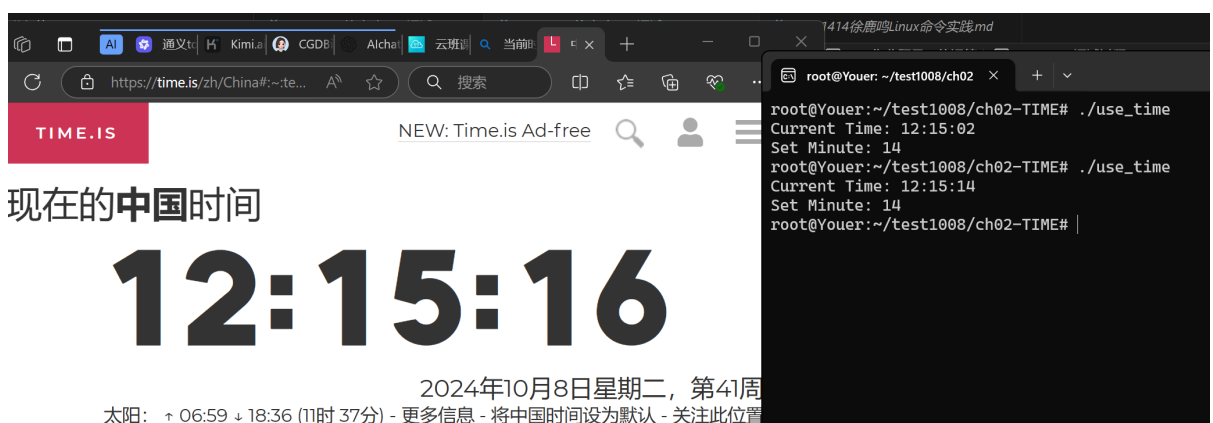 1414徐鹿鸣Linux命令实践.md
AI 通义tc Kimi.a CGDB AIchat 云班课 当前时
https://time.is/zh/China#:~:te... 搜索
root@Youer: ~/test1008/ch02
TIME.IS NEW: Time.is Ad-free
现在的中国时间
12:15:16
2024年10月8日星期二，第41周
太阳： ↑ 06:59 ↓ 18:36 (11时 37分) - 更多信息 - 将中国时间设为默认 - 关注此位置
root@Youer:~/test1008/ch02-TIME# ./use_time
Current Time: 12:15:02
Set Minute: 14
root@Youer:~/test1008/ch02-TIME# ./use_time
Current Time: 12:15:14
Set Minute: 14
root@Youer:~/test1008/ch02-TIME#